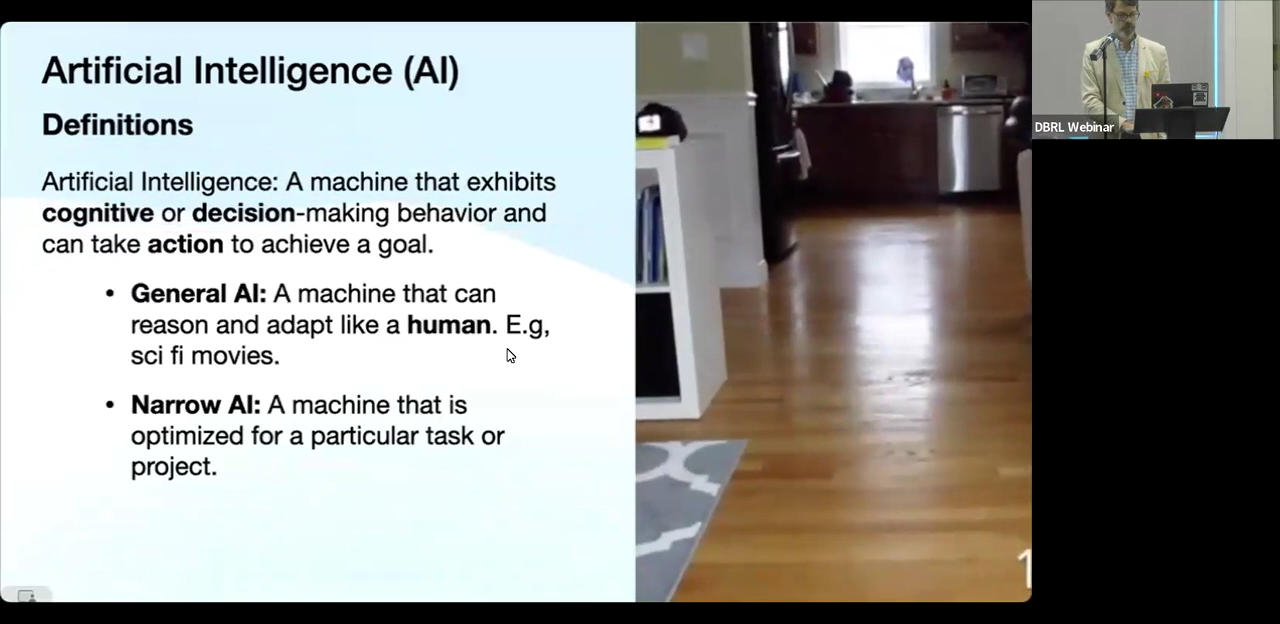 Artificial Intelligence (AI)
Definitions
Artificial Intelligence: A machine that exhibits
cognitive or decision-making behavior and
can take action to achieve a goal.
• General AI: A machine that can
reason and adapt like a human. E.g,
sci fi movies.
• Narrow AI: A machine that is
optimized for a particular task or
project.
1
DBRL Webinar